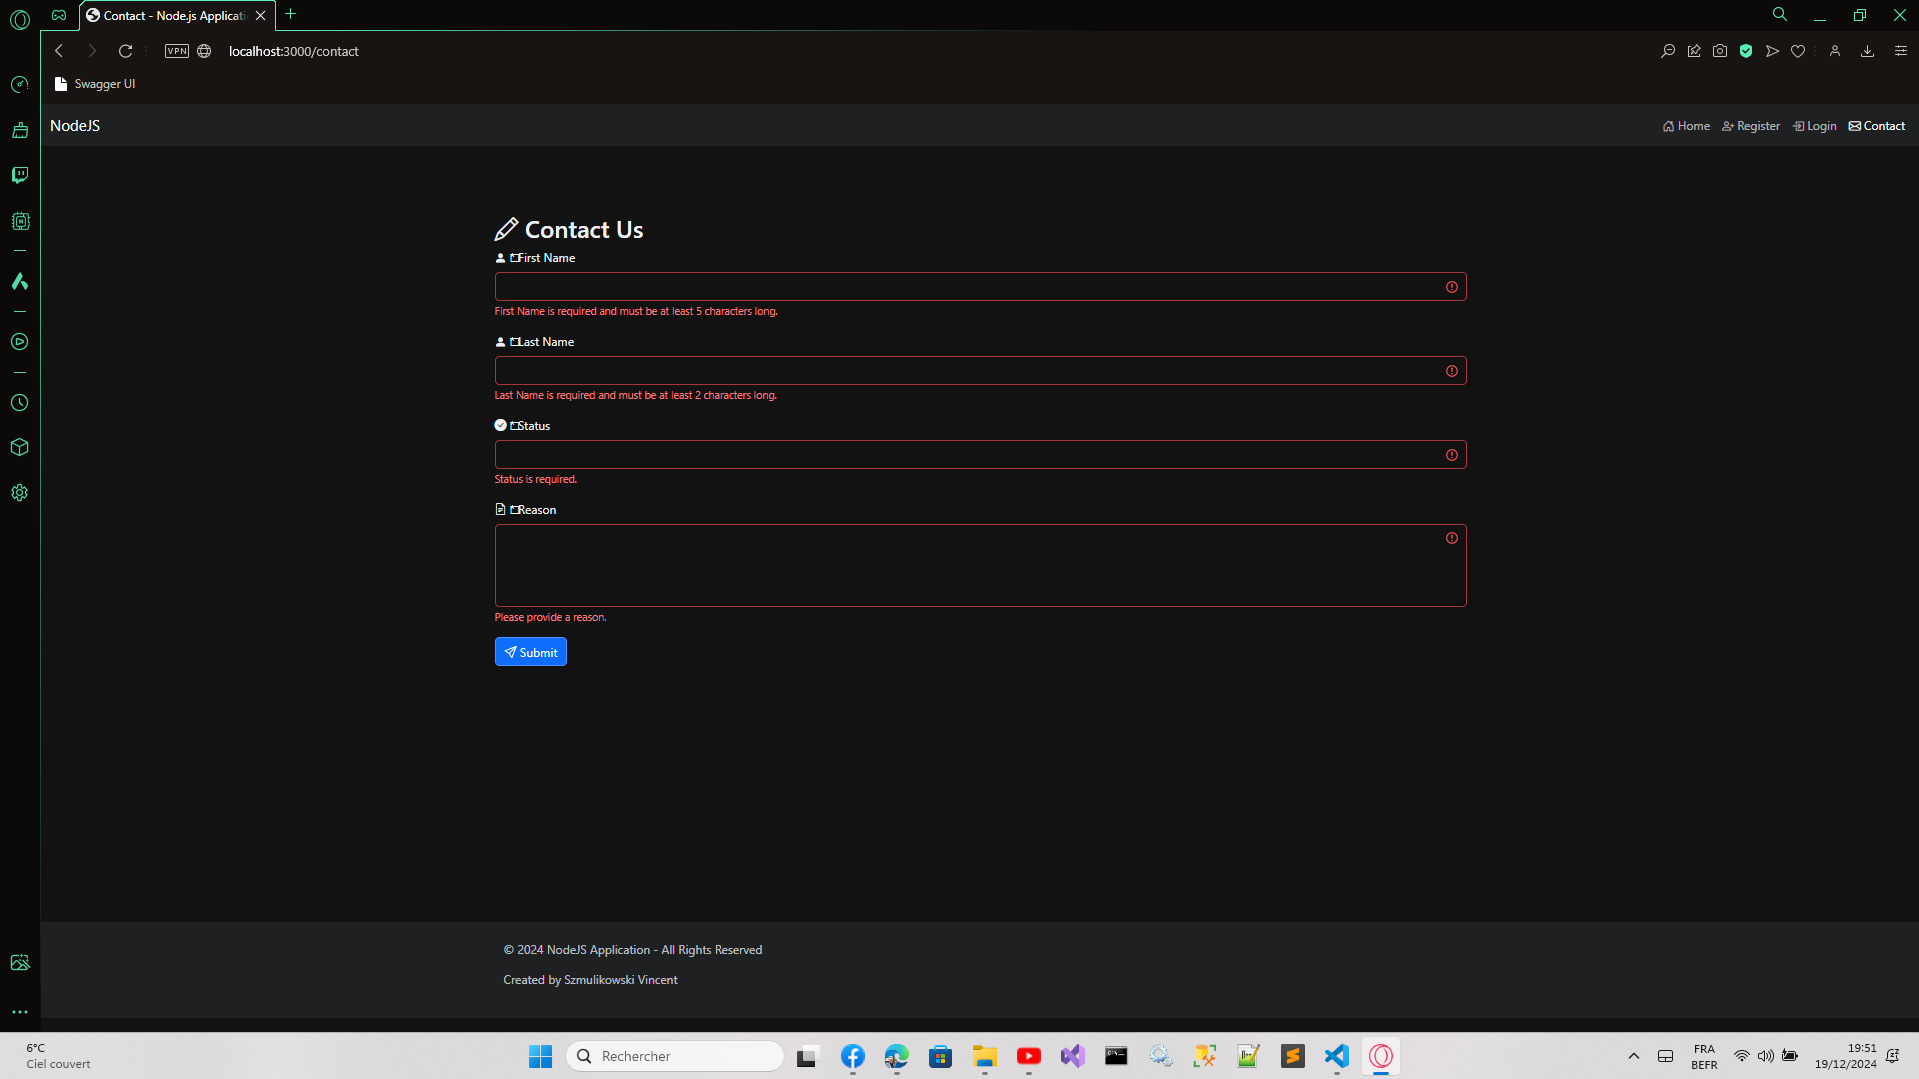 Contact - Node.js Applicati
VPN
localhost:3000/contact
Swagger UI
NodeJS
Home
Register
Login
Contact
Contact Us
First Name
First Name is required and must be at least 5 characters long.
Last Name
Last Name is required and must be at least 2 characters long.
Status
Status is required.
Reason
Please provide a reason.
Submit
© 2024 NodeJS Application - All Rights Reserved
Created by Szmulikowski Vincent
6°C
Ciel couvert
Rechercher
FRA
BEFR
19:51
19/12/2024